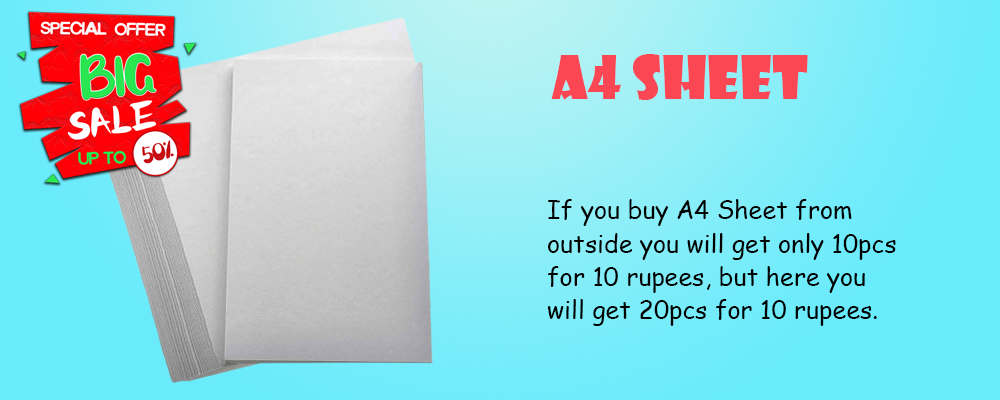 SPECIAL OFFER
BIG
SALE
UP TO 50%
A4 SHEET
If you buy A4 Sheet from
outside you will get only 10pcs
for 10 rupees, but here you
will get 20pcs for 10 rupees.